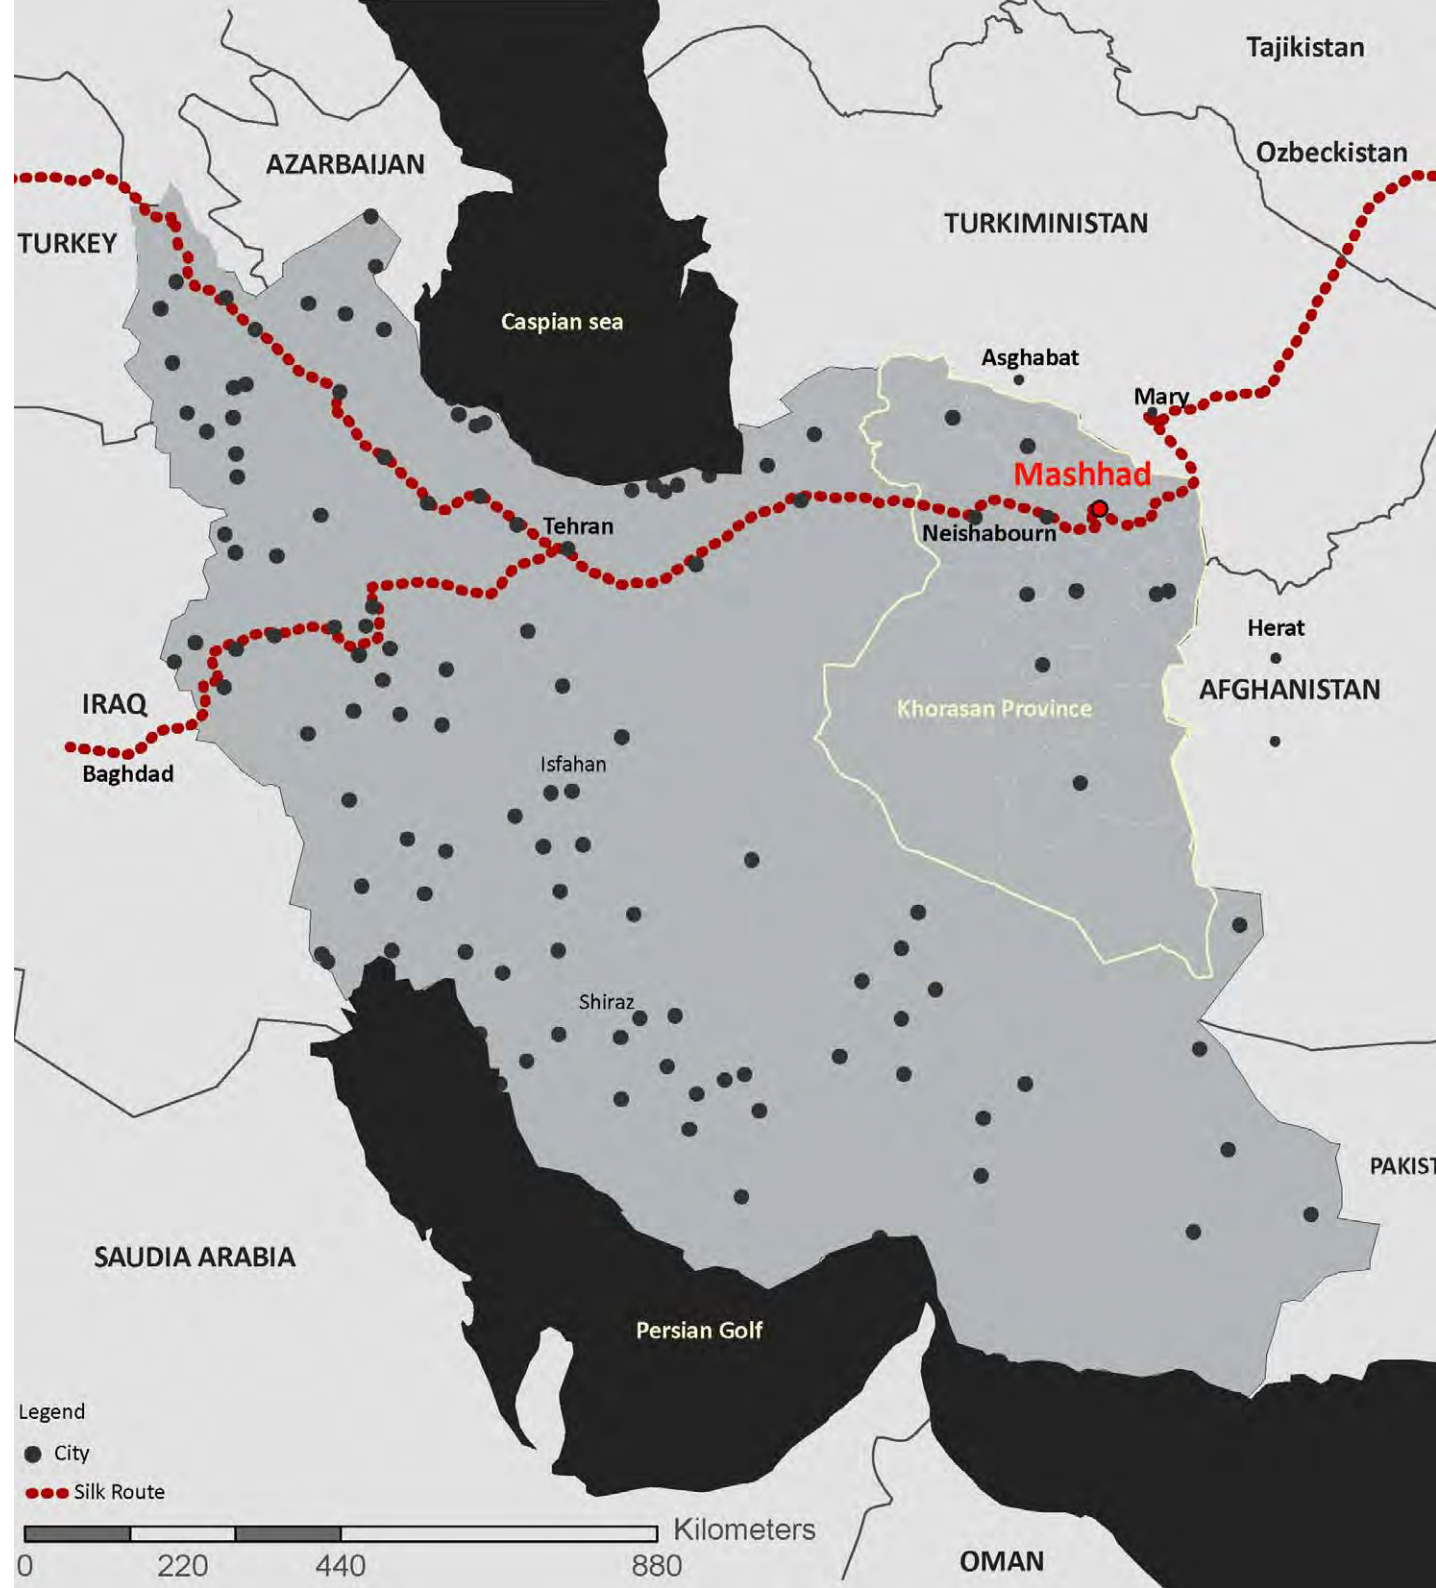 Tajikistan
Ozbeckistan
AZARBAIJAN
TURKIMINISTAN
TURKEY
Caspian sea
Asghabat
Mary
Mashhad
Tehran
Neishabourn
Herat
AFGHANISTAN
IRAQ
Khorasan Province
Baghdad
Isfahan
Shiraz
PAKIST
SAUDIA ARABIA
Persian Golf
Legend
City
Silk Route
Kilometers
0 220 440 880
OMAN